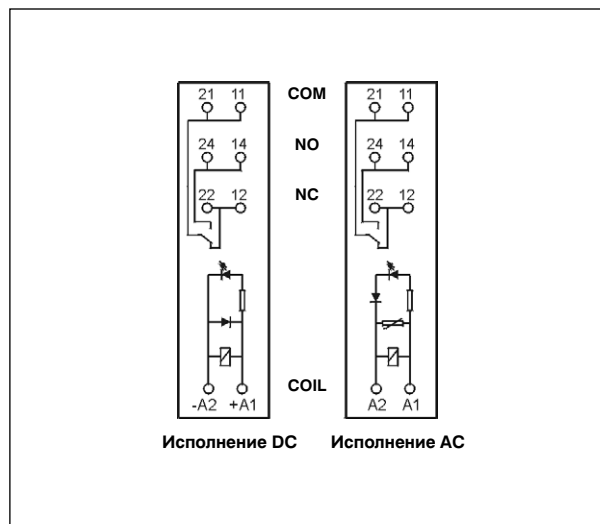 21 11 COM 21 11
24 14 NO 24 14
22 12 NC 22 12
COIL
-A2 +A1 A2 A1
Исполнение DC Исполнение AC